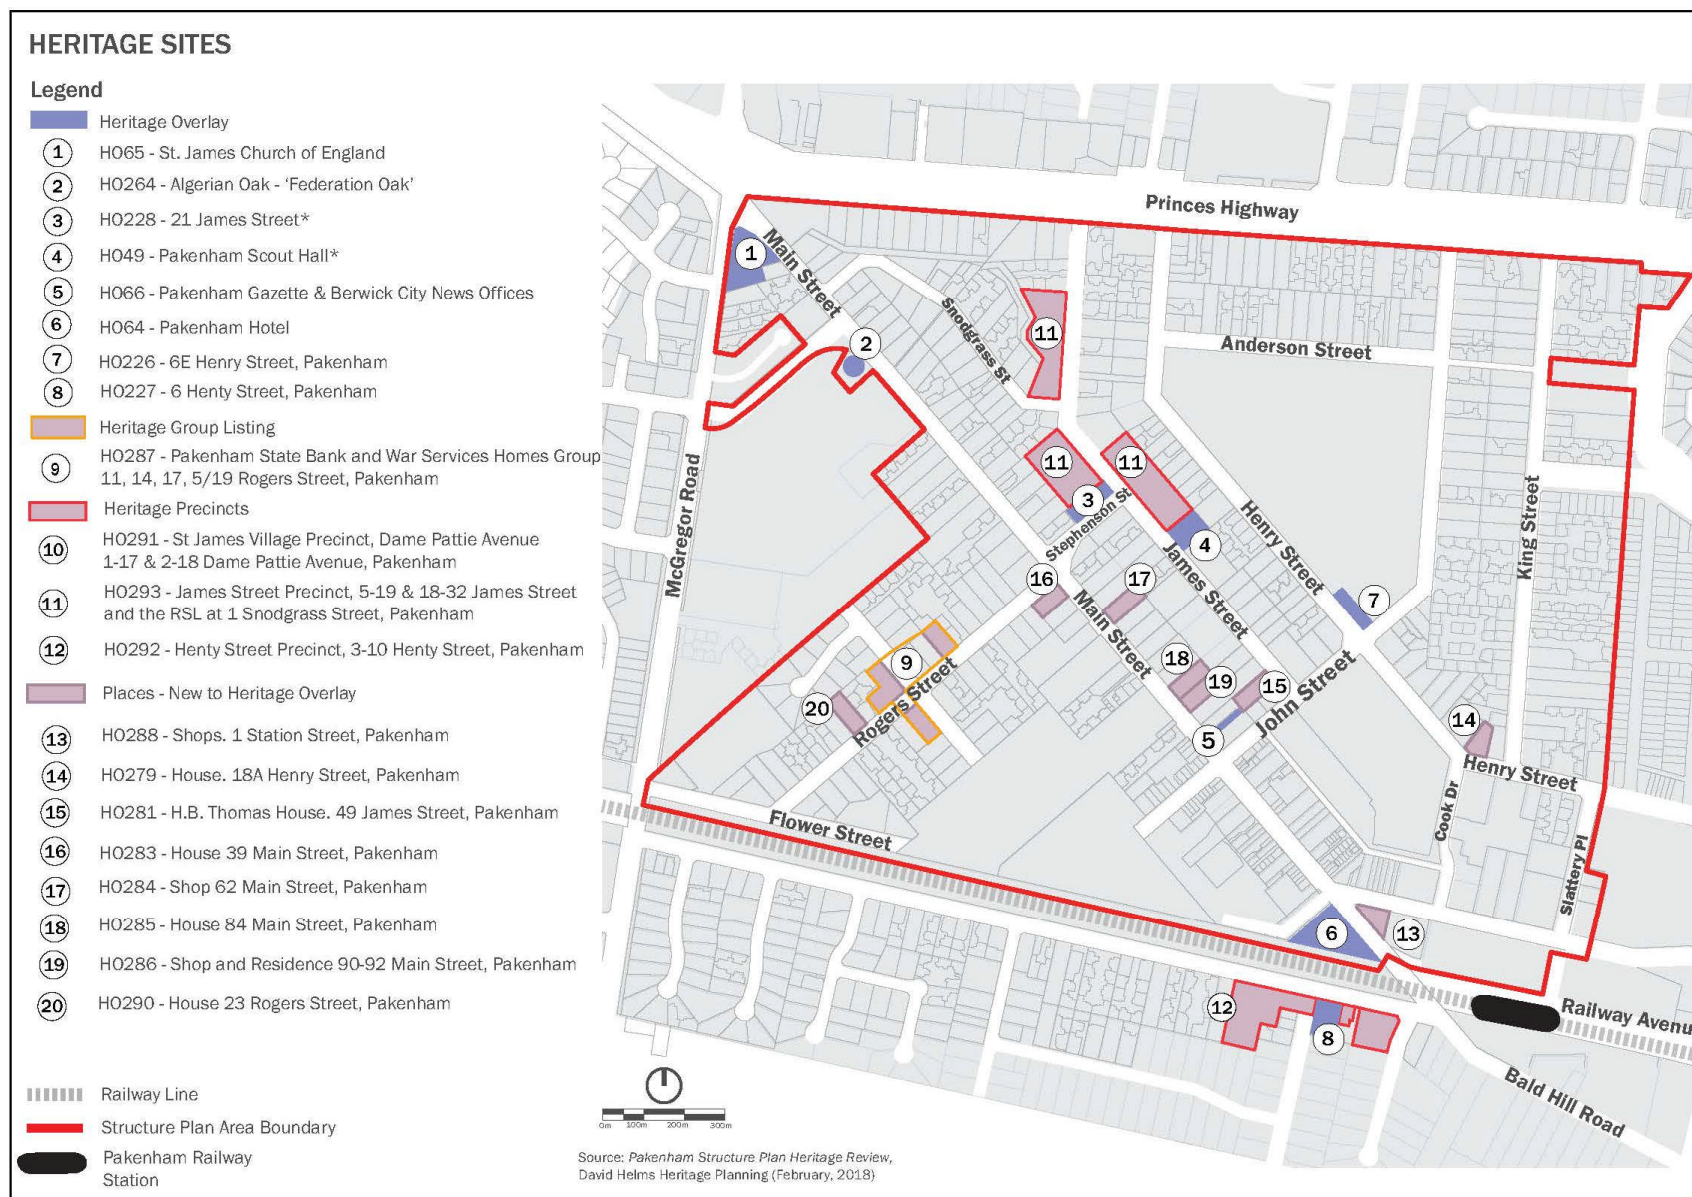 HERITAGE SITES
Legend
Heritage Overlay
1 HO65 - St. James Church of England
2 HO264 - Algerian Oak - ‘Federation Oak’
3 HO228 - 21 James Street*
4 HO49 - Pakenham Scout Hall*
5 HO66 - Pakenham Gazette & Berwick City News Offices
6 HO64 - Pakenham Hotel
7 HO226 - 6E Henry Street, Pakenham
8 HO227 - 6 Henty Street, Pakenham
Heritage Group Listing
9 HO287 - Pakenham State Bank and War Services Homes Group
11, 14, 17, 5/19 Rogers Street, Pakenham
Heritage Precincts
10 HO291 - St James Village Precinct, Dame Pattie Avenue
1-17 & 2-18 Dame Pattie Avenue, Pakenham
11 HO293 - James Street Precinct, 5-19 & 18-32 James Street
and the RSL at 1 Snodgrass Street, Pakenham
12 HO292 - Henty Street Precinct, 3-10 Henty Street, Pakenham
Places - New to Heritage Overlay
13 HO288 - Shops. 1 Station Street, Pakenham
14 HO279 - House. 18A Henry Street, Pakenham
15 HO281 - H.B. Thomas House. 49 James Street, Pakenham
16 HO283 - House 39 Main Street, Pakenham
17 HO284 - Shop 62 Main Street, Pakenham
18 HO285 - House 84 Main Street, Pakenham
19 HO286 - Shop and Residence 90-92 Main Street, Pakenham
20 HO290 - House 23 Rogers Street, Pakenham
Railway Line
Structure Plan Area Boundary
Pakenham Railway
Station
Princes Highway
1
Main Street
2
Snodgrass St
11
Anderson Street
McGregor Road
11
11
3
Stephenson St
4
Henry Street
King Street
James Street
16
17
7
Main Street
9
Rogers Street
20
18
19
15
John Street
5
14
Henry Street
Flower Street
Cook Dr
Slattery Pl
6
13
12
8
Railway Avenu
Bald Hill Road
0m 100m 200m 300m
Source: Pakenham Structure Plan Heritage Review,
David Helms Heritage Planning (February, 2018)